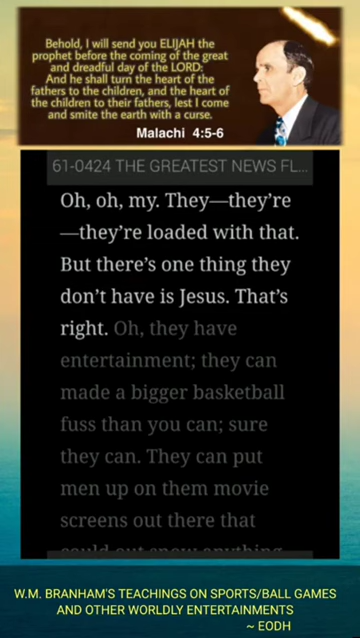 Behold, I will send you ELIJAH the
prophet before the coming of the great
and dreadful day of the LORD:
And he shall turn the heart of the
fathers to the children, and the heart of
the children to their fathers, lest I come
and smite the earth with a curse.
Malachi 4:5-6
61-0424 THE GREATEST NEWS FL...
Oh, oh, my. They—they're
—they're loaded with that.
But there's one thing they
don't have is Jesus. That's
right. Oh, they have
entertainment; they can
made a bigger basketball
fuss than you can; sure
they can. They can put
men up on them movie
screens out there that
could out spow anything
W.M. BRANHAM'S TEACHINGS ON SPORTS/BALL GAMES
AND OTHER WORLDLY ENTERTAINMENTS
~ EODH